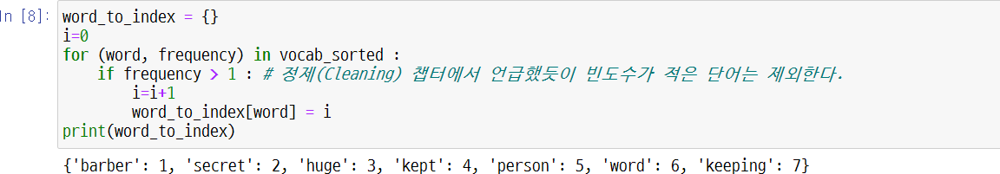 In [8]:
word_to_index = {}
i=0
for (word, frequency) in vocab_sorted :
    if frequency > 1 : # 정제(Cleaning) 챕터에서 언급했듯이 빈도수가 적은 단어는 제외한다.
        i=i+1
        word_to_index[word] = i
print(word_to_index)
{'barber': 1, 'secret': 2, 'huge': 3, 'kept': 4, 'person': 5, 'word': 6, 'keeping': 7}